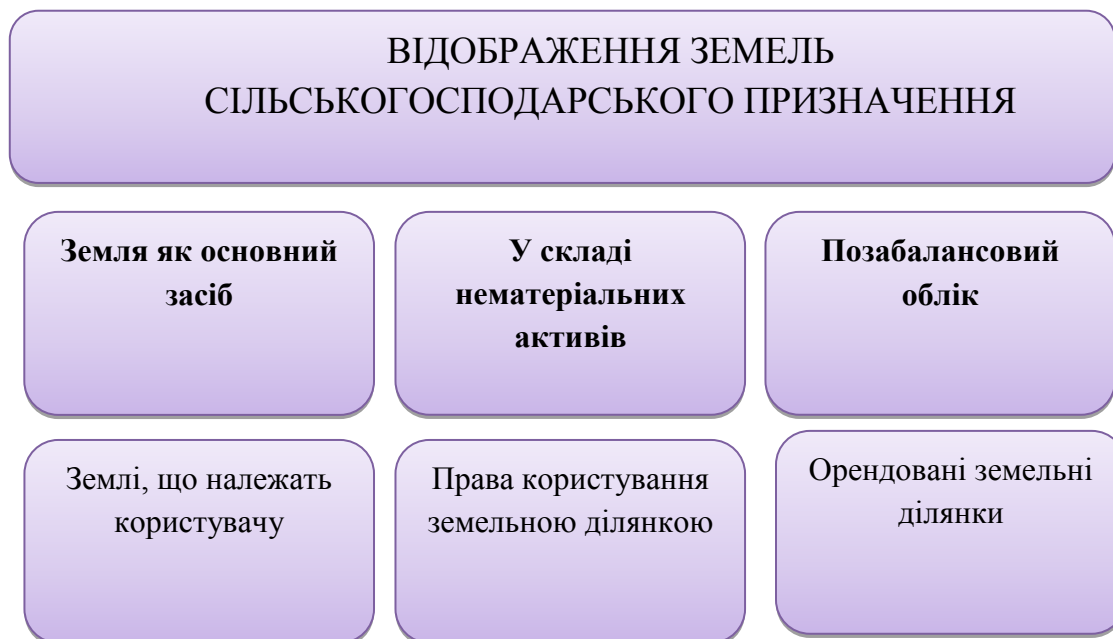 ВІДОБРАЖЕННЯ ЗЕМЕЛЬ
СІЛЬСЬКОГОСПОДАРСЬКОГО ПРИЗНАЧЕННЯ
Земля як основний
засіб
У складі
нематеріальних
активів
Позабалансовий
облік
Землі, що належать
користувачу
Права користування
земельною ділянкою
Орендовані земельні
ділянки